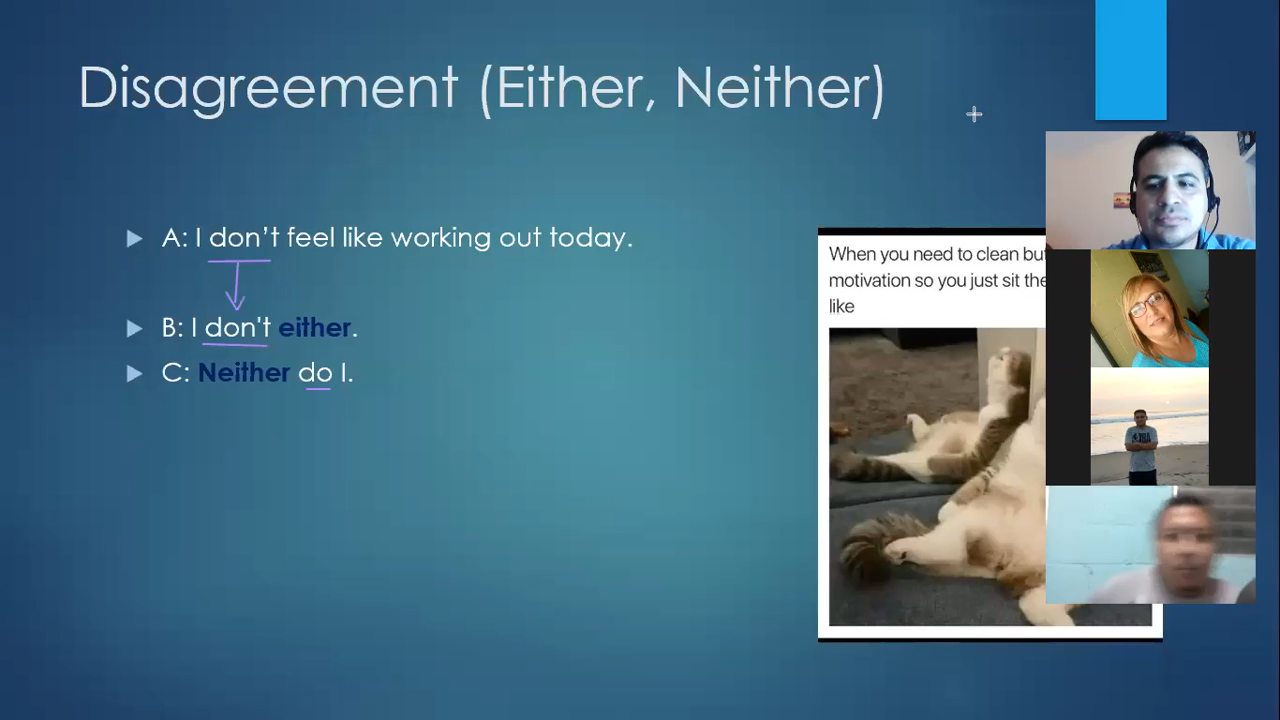 Disagreement (Either, Neither)
A: I don’t feel like working out today.
B: I don't either.
C: Neither do I.
When you need to clean but
motivation so you just sit the
like